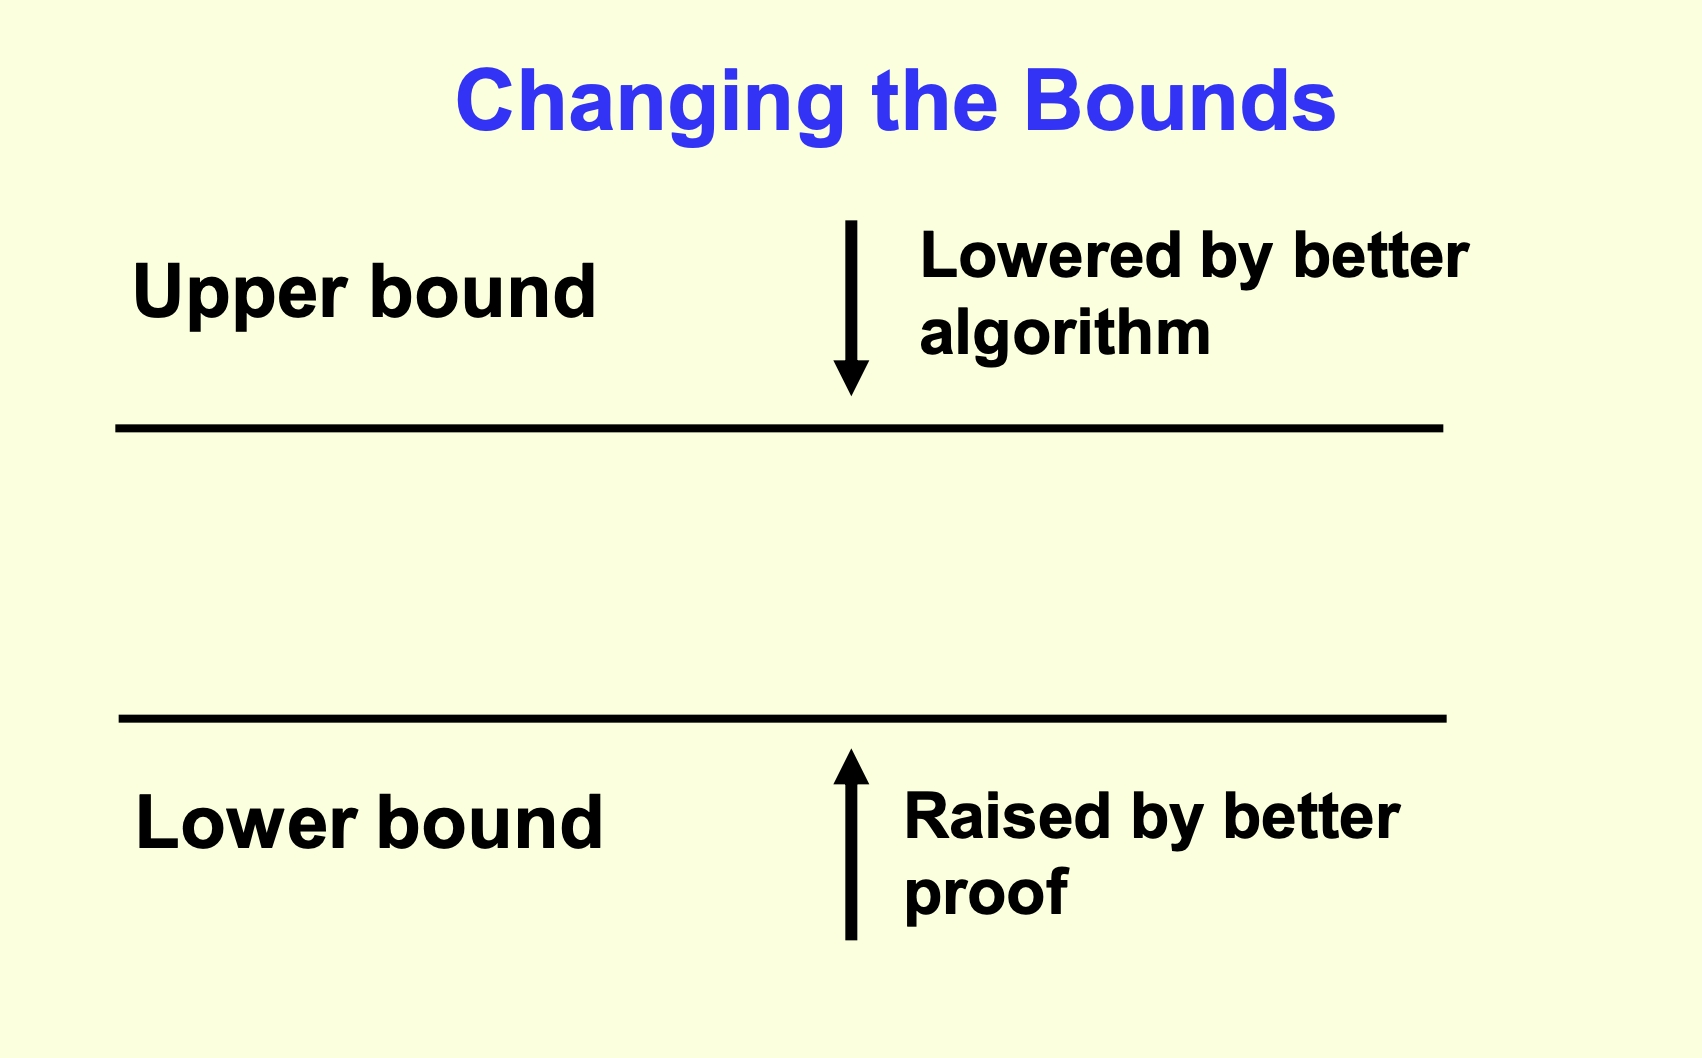 Changing the Bounds
Upper bound
Lowered by better
algorithm
Lower bound
Raised by better
proof